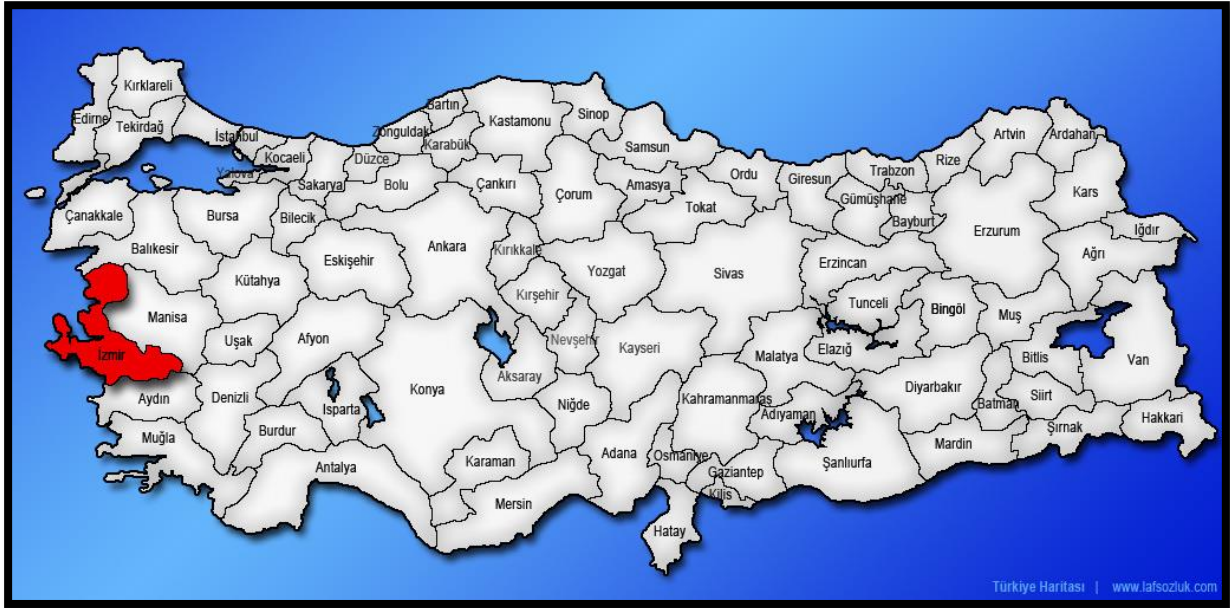 Kırklareli
Edirne
Tekirdağ
İstanbul
Kocaeli
Yalova
Sakarya
Düzce
Zonguldak
Bartın
Karabük
Kastamonu
Sinop
Samsun
Bolu
Çankırı
Çorum
Amasya
Tokat
Ordu
Giresun
Trabzon
Gümüşhane
Bayburt
Rize
Artvin
Ardahan
Kars
Iğdır
Erzurum
Ağrı
Çanakkale
Balıkesir
Bursa
Bilecik
Eskişehir
Kütahya
Ankara
Kırıkkale
Yozgat
Sivas
Erzincan
Tunceli
Bingöl
Muş
Manisa
İzmir
Uşak
Afyon
Kırşehir
Nevşehir
Kayseri
Malatya
Elazığ
Bitlis
Van
Aydın
Denizli
Isparta
Konya
Aksaray
Niğde
Kahramanmaraş
Adıyaman
Diyarbakır
Batman
Siirt
Şırnak
Hakkari
Muğla
Burdur
Antalya
Karaman
Mersin
Adana
Osmaniye
Gaziantep
Kilis
Şanlıurfa
Mardin
Hatay
Türkiye Haritası | www.lafsozluk.com